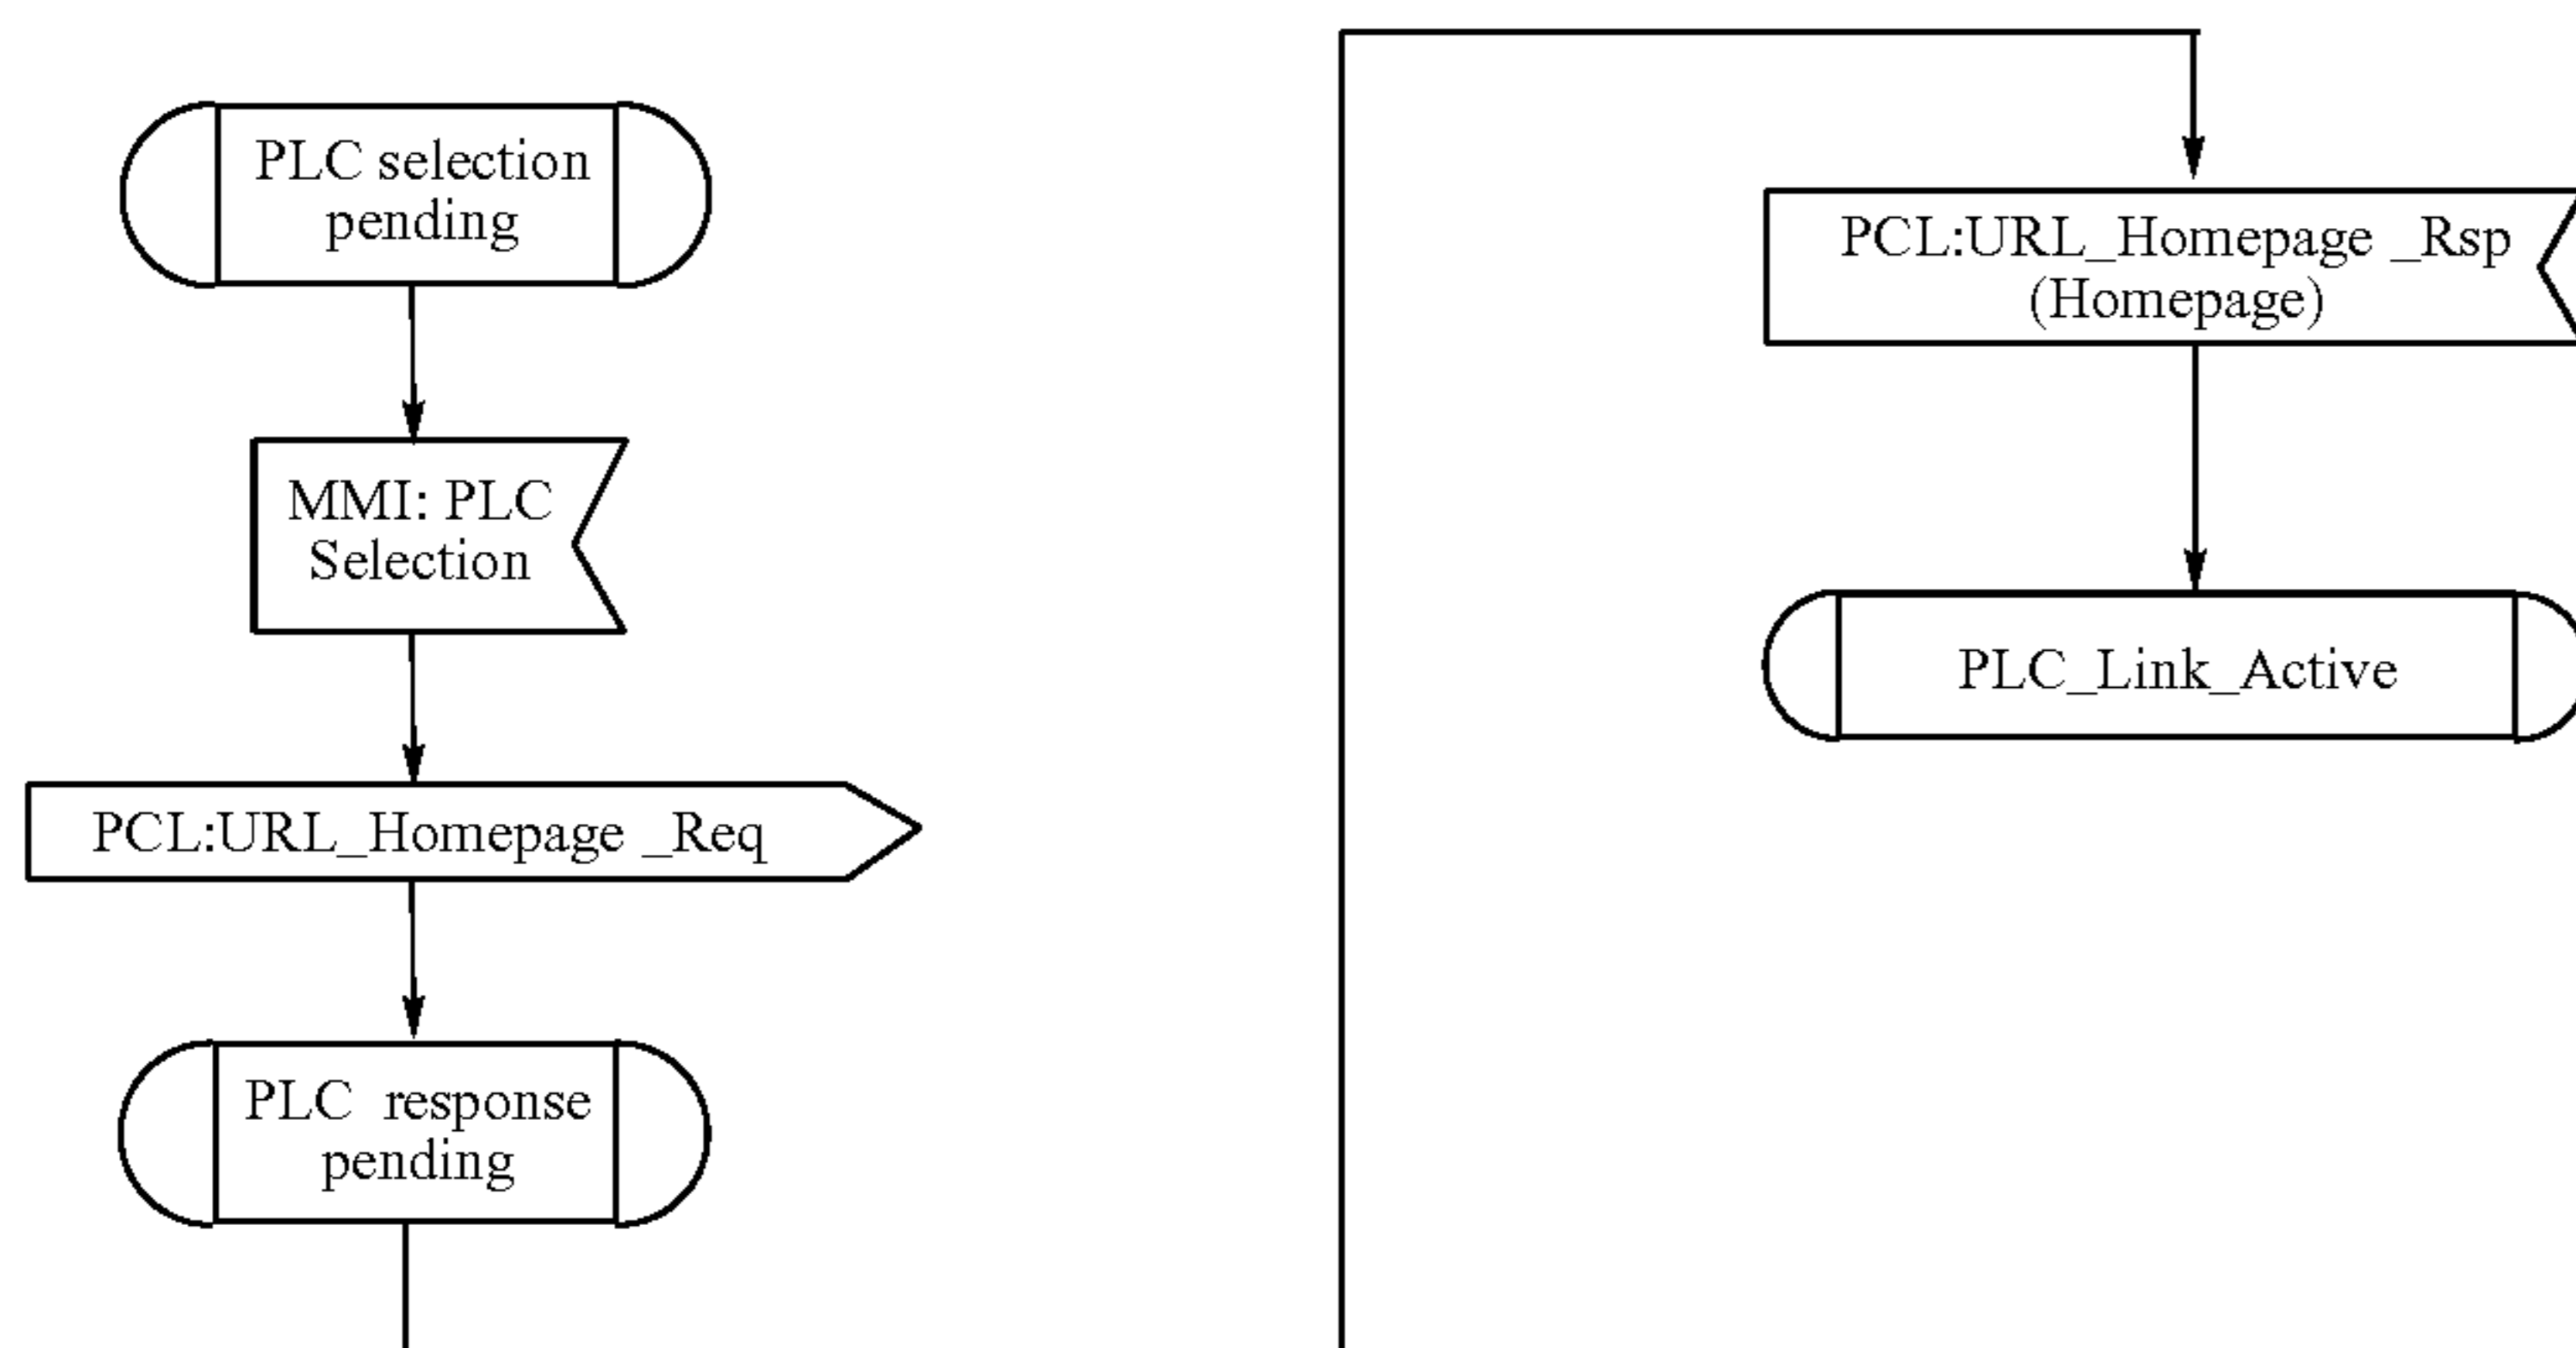 PLC selection
pending
MMI: PLC
Selection
PCL:URL_Homepage _Req
PLC response
pending
PCL:URL_Homepage _Rsp
(Homepage)
PLC_Link_Active